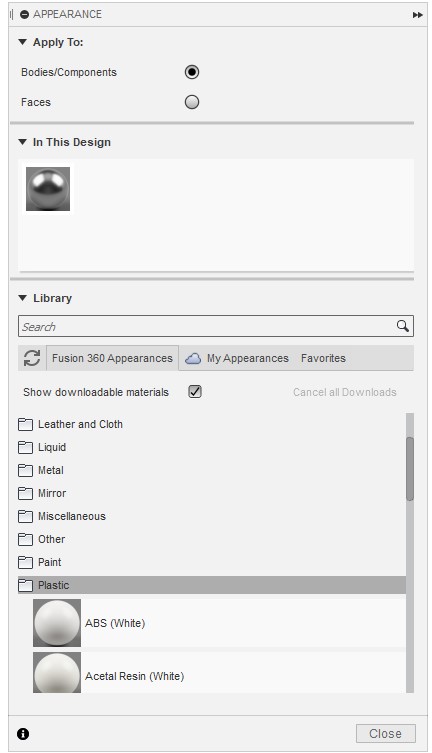 APPEARANCE
Apply To:
Bodies/Components
Faces
In This Design
Library
Search
Fusion 360 Appearances My Appearances Favorites
Show downloadable materials Cancel all Downloads
Leather and Cloth
Liquid
Metal
Mirror
Miscellaneous
Other
Paint
Plastic
ABS (White)
Acetal Resin (White)
Close